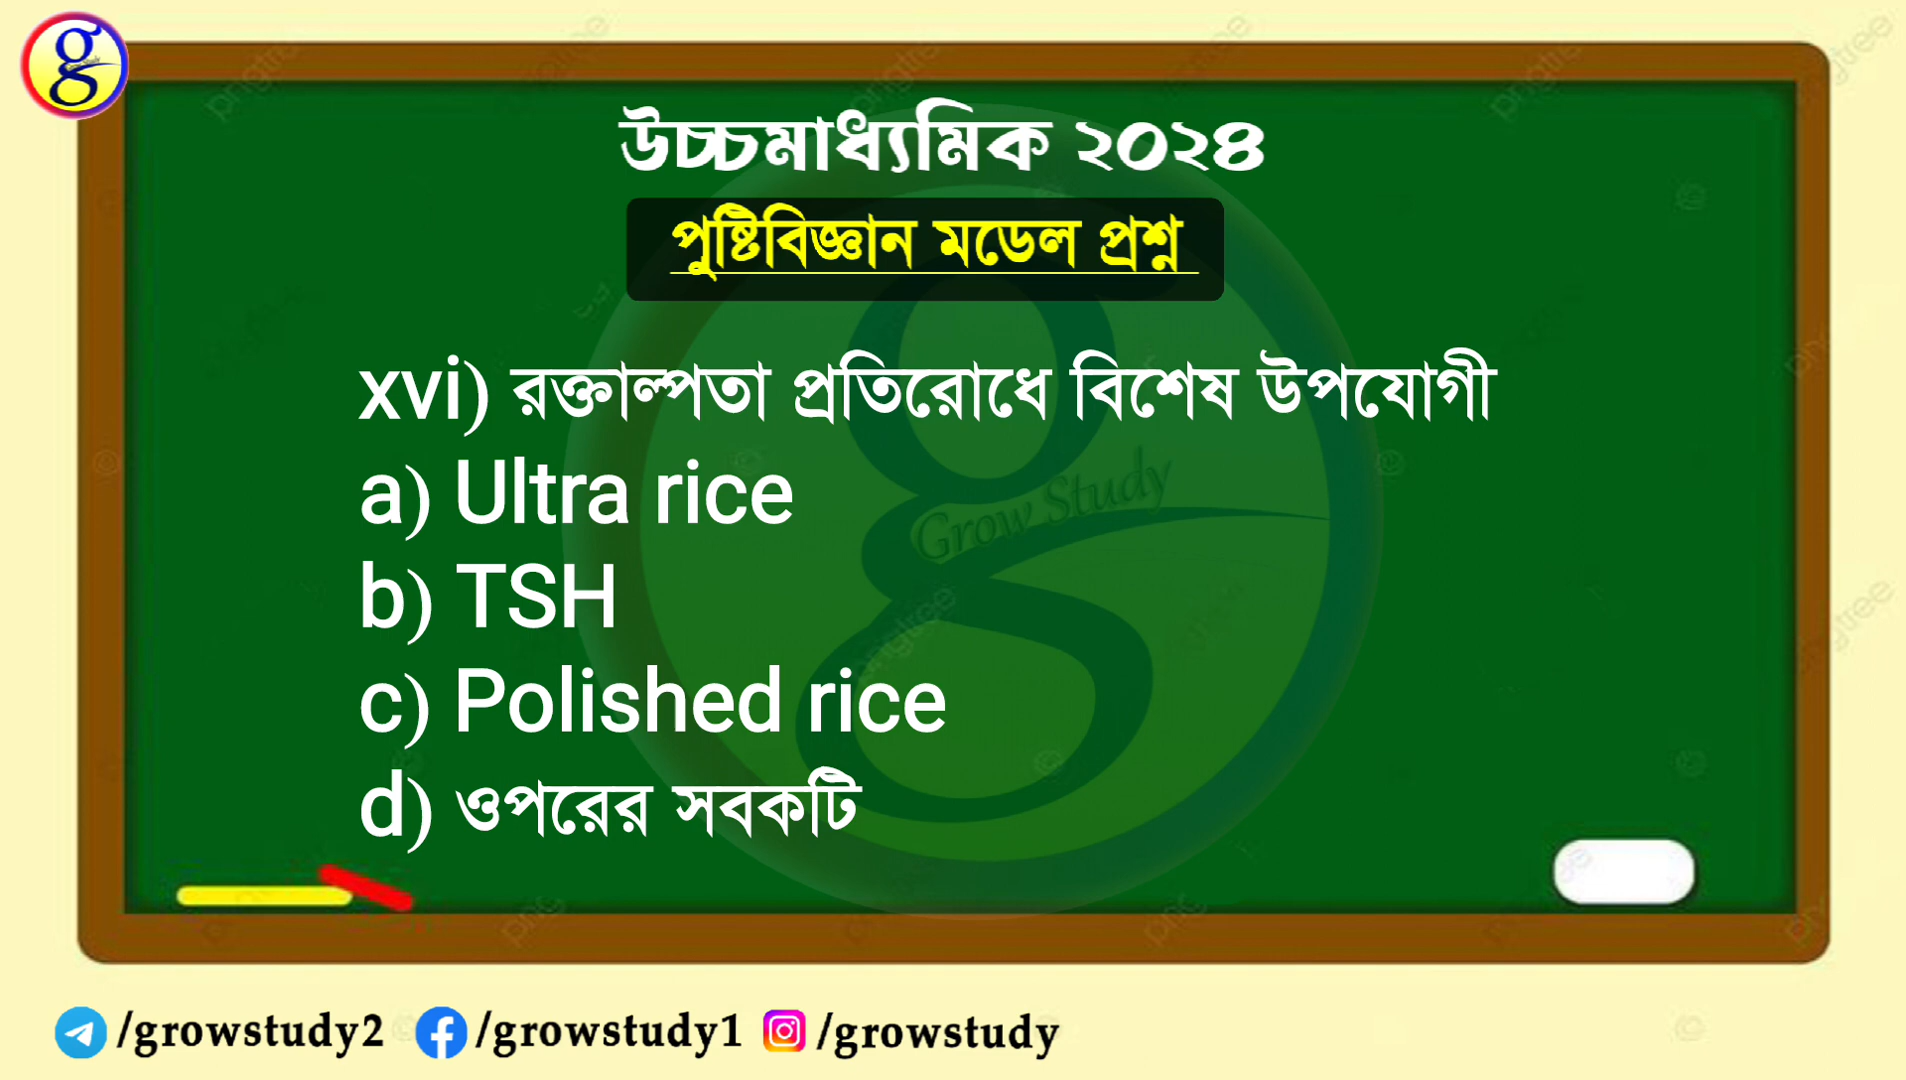 উচ্চমাধ্যমিক ২০২৪
পুষ্টিবিজ্ঞান মডেল প্রশ্ন
xvi) রক্তাল্পতা প্রতিরোধে বিশেষ উপযোগী
a) Ultra rice
b) TSH
c) Polished rice
d) ওপরের সবকটি
Grow Study
/growstudy2 /growstudy1 /growstudy